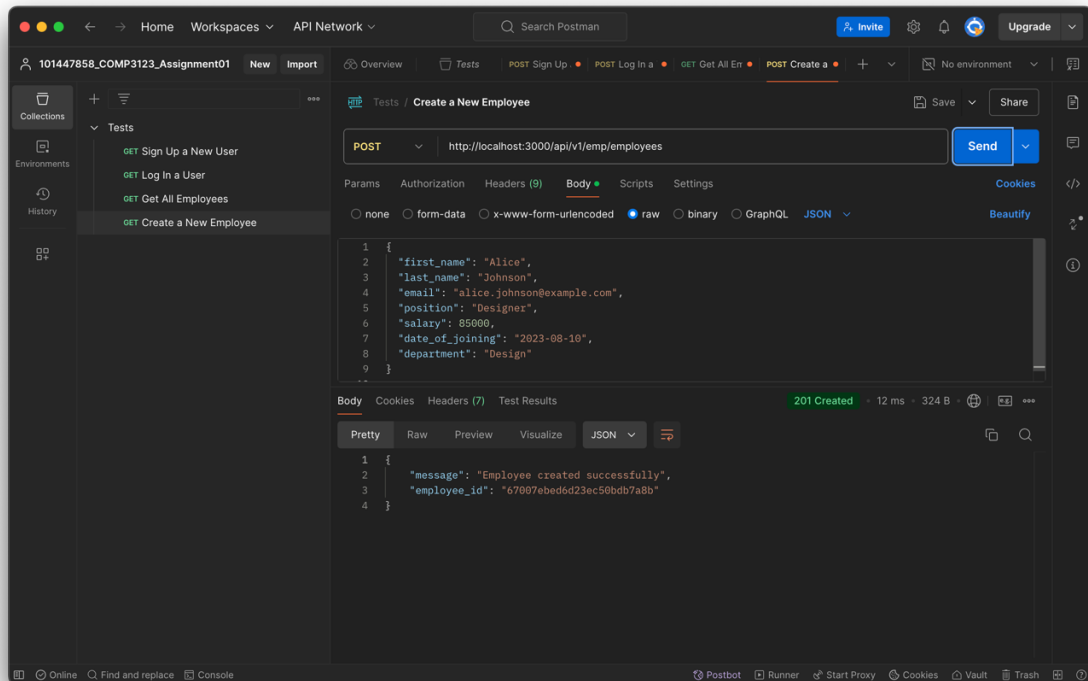 Home Workspaces API Network Search Postman Invite Upgrade
101447858_COMP3123_Assignment01 New Import Overview Tests POST Sign Up POST Log In a GET Get All Em POST Create a No environment
Collections
Environments
History
Tests
GET Sign Up a New User
GET Log In a User
GET Get All Employees
GET Create a New Employee
HTTP Tests / Create a New Employee Save Share
POST http://localhost:3000/api/v1/emp/employees Send
Params Authorization Headers (9) Body Scripts Settings Cookies
none form-data x-www-form-urlencoded raw binary GraphQL JSON Beautify
1 {
2 "first_name": "Alice",
3 "last_name": "Johnson",
4 "email": "alice.johnson@example.com",
5 "position": "Designer",
6 "salary": 85000,
7 "date_of_joining": "2023-08-10",
8 "department": "Design"
9 }
Body Cookies Headers (7) Test Results 201 Created 12 ms 324 B e.g.
Pretty Raw Preview Visualize JSON
1 {
2 "message": "Employee created successfully",
3 "employee_id": "67007ebed6d23ec50bdb7a8b"
4 }
Online Find and replace Console Postbot Runner Start Proxy Cookies Vault Trash